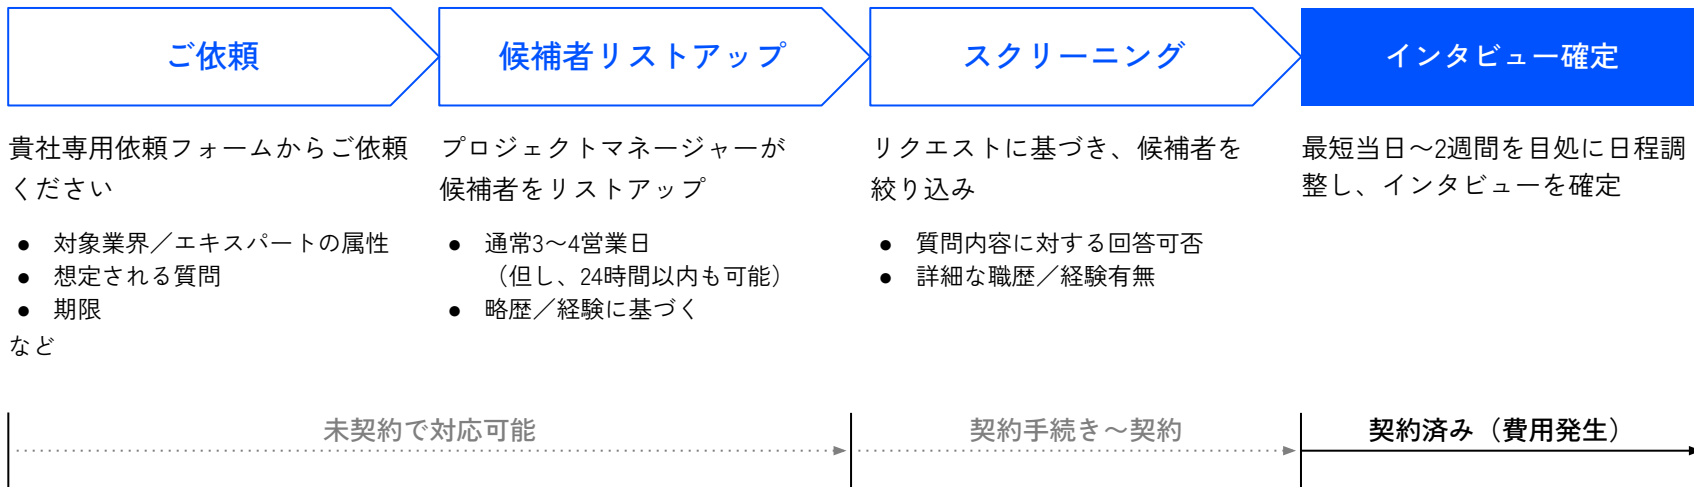 ご依頼
候補者リストアップ
スクリーニング
インタビュー確定
貴社専用依頼フォームからご依頼
ください
● 対象業界／エキスパートの属性
● 想定される質問
● 期限
など
プロジェクトマネージャーが
候補者をリストアップ
● 通常3〜4営業日
（但し、24時間以内も可能）
● 略歴／経験に基づく
リクエストに基づき、候補者を
絞り込み
● 質問内容に対する回答可否
● 詳細な職歴／経験有無
最短当日〜2週間を目処に日程調
整し、インタビューを確定
未契約で対応可能
契約手続き〜契約
契約済み（費用発生）